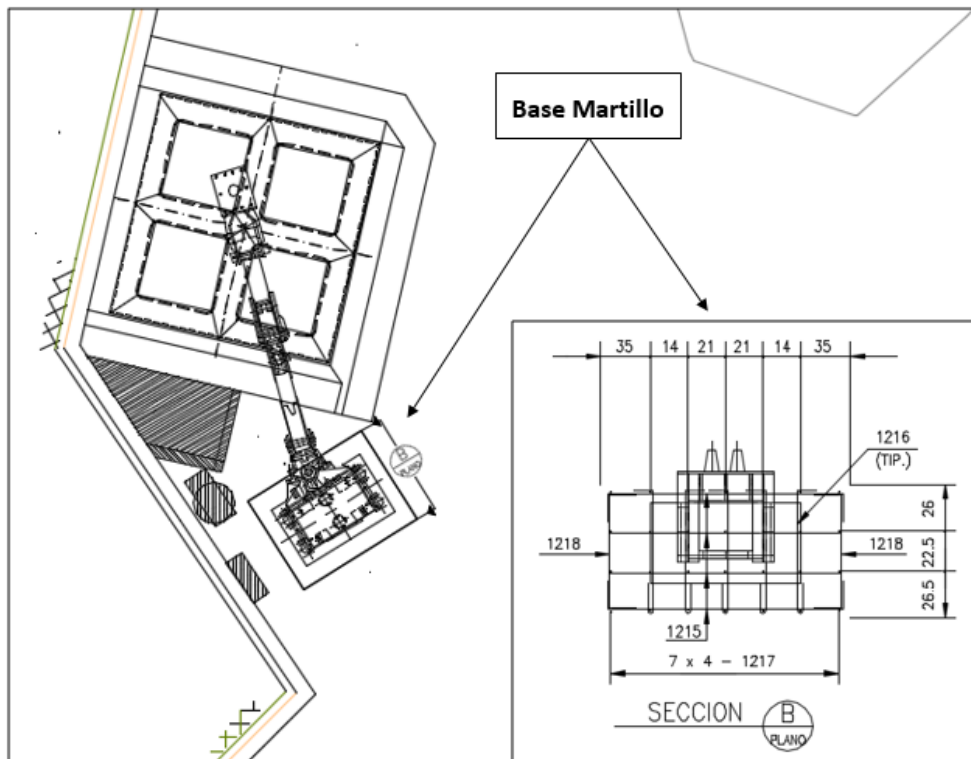 Base Martillo
B
PLANO
35 14 21 21 14 35
1216
(TIP.)
26
1218
1218
22.5
26.5
1215
7 x 4 - 1217
SECCION B
PLANO